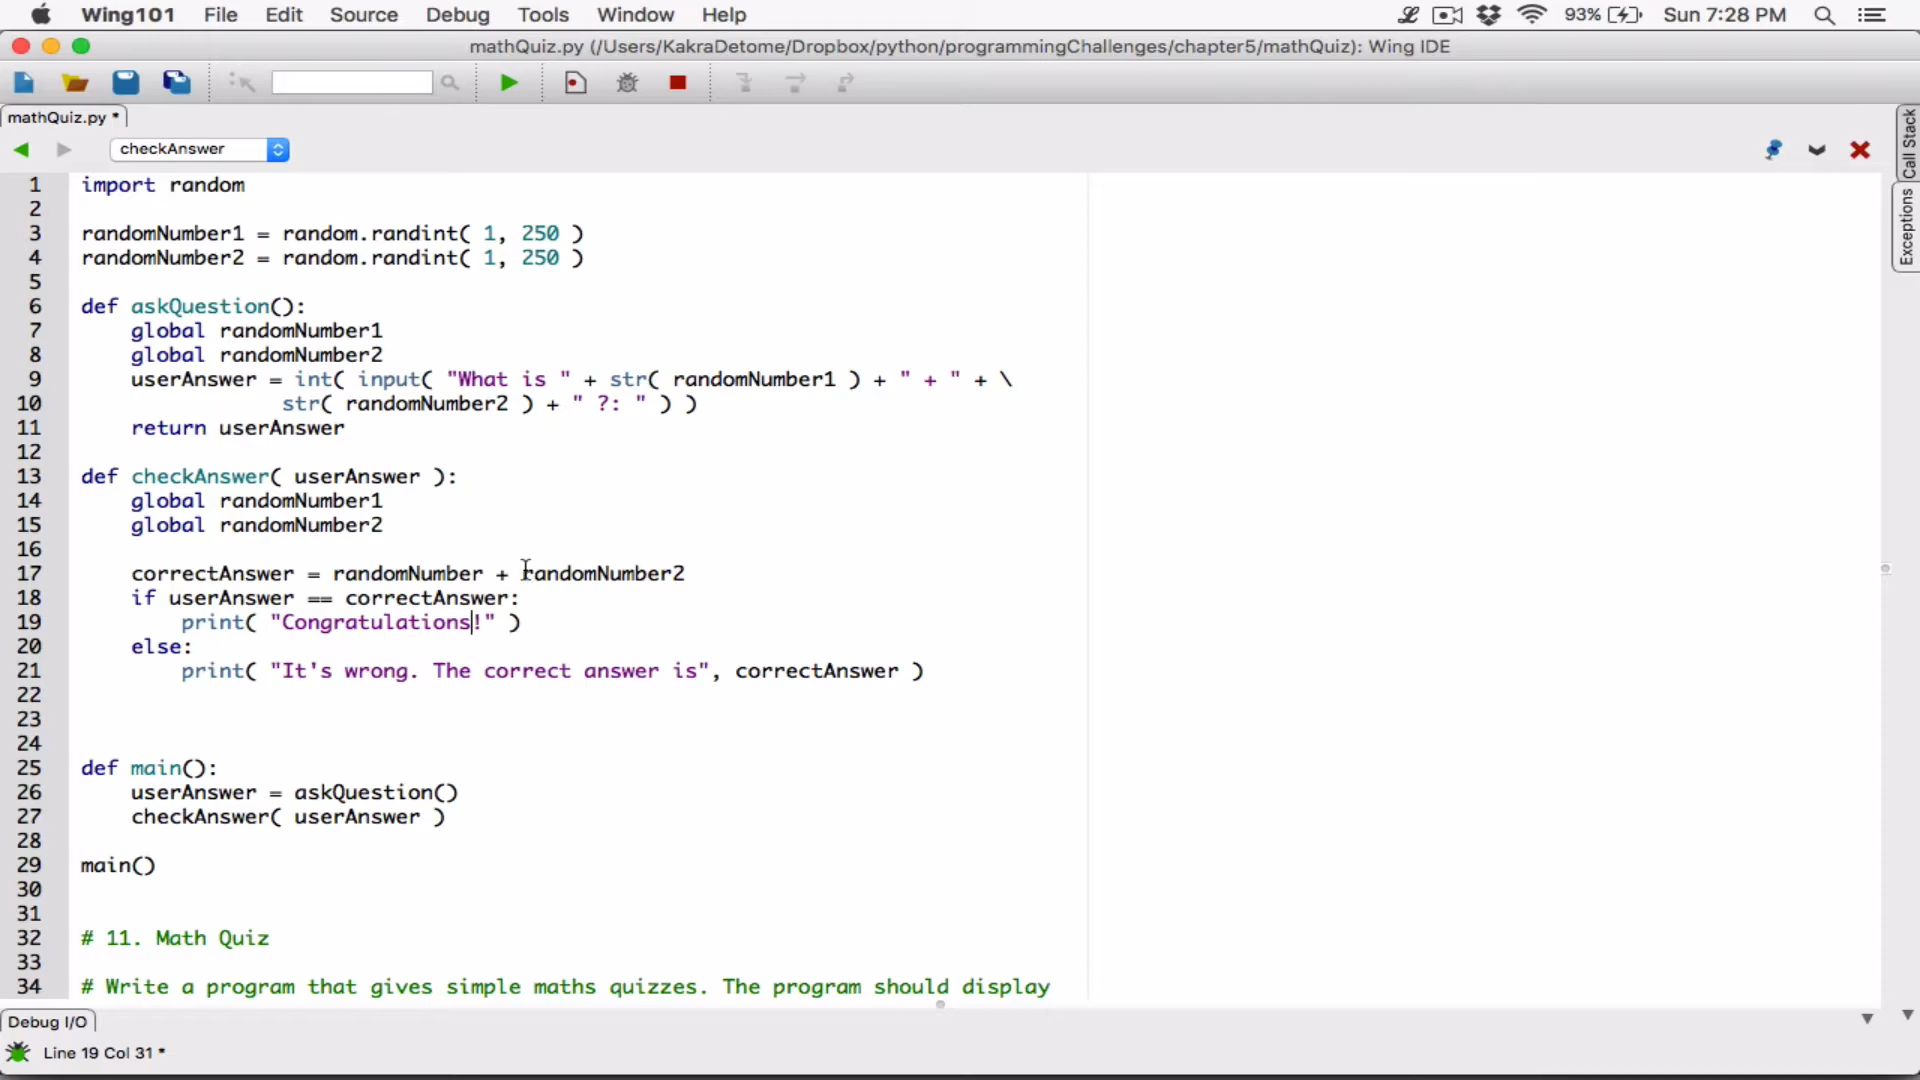 Wing101 File Edit Source Debug Tools Window Help 93% Sun 7:28 PM
mathQuiz.py (/Users/KakraDetome/Dropbox/python/programmingChallenges/chapter5/mathQuiz): Wing IDE
mathQuiz.py *
checkAnswer
Call Stack
Exceptions
1 import random
2
3 randomNumber1 = random.randint( 1, 250 )
4 randomNumber2 = random.randint( 1, 250 )
5
6 def askQuestion():
7 global randomNumber1
8 global randomNumber2
9 userAnswer = int( input( "What is " + str( randomNumber1 ) + " + " + \
10 str( randomNumber2 ) + " ?: " ) )
11 return userAnswer
12
13 def checkAnswer( userAnswer ):
14 global randomNumber1
15 global randomNumber2
16
17 correctAnswer = randomNumber + randomNumber2
18 if userAnswer == correctAnswer:
19 print( "Congratulations!" )
20 else:
21 print( "It's wrong. The correct answer is", correctAnswer )
22
23
24
25 def main():
26 userAnswer = askQuestion()
27 checkAnswer( userAnswer )
28
29 main()
30
31
32 # 11. Math Quiz
33
34 # Write a program that gives simple maths quizzes. The program should display
Debug I/O
Line 19 Col 31 *